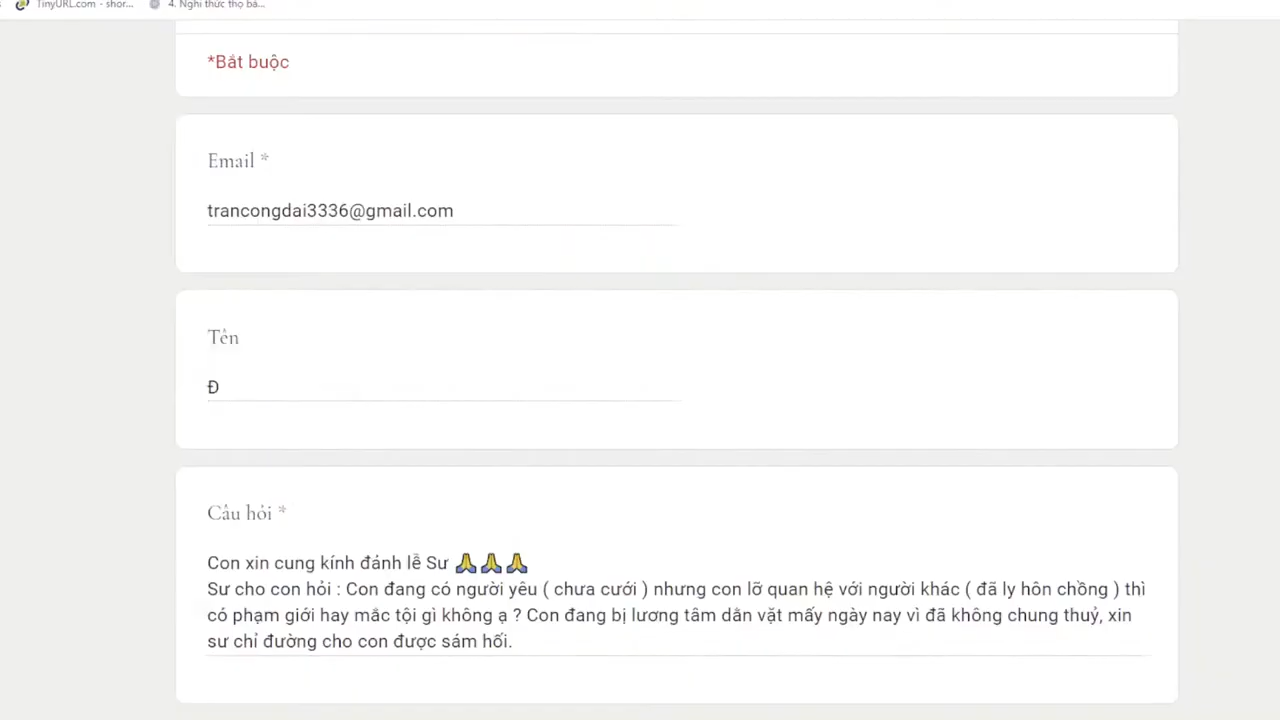 TinyURL.com - shor... 4. Nghi thức thọ bá...
*Bắt buộc
Email *
trancongdai3336@gmail.com
Tên
Đ
Câu hỏi *
Con xin cung kính đảnh lễ Sư 🙏🙏🙏
Sư cho con hỏi : Con đang có người yêu ( chưa cưới ) nhưng con lỡ quan hệ với người khác ( đã ly hôn chồng ) thì
có phạm giới hay mắc tội gì không ạ ? Con đang bị lương tâm dằn vặt mấy ngày nay vì đã không chung thuỷ, xin
sư chỉ đường cho con được sám hối.